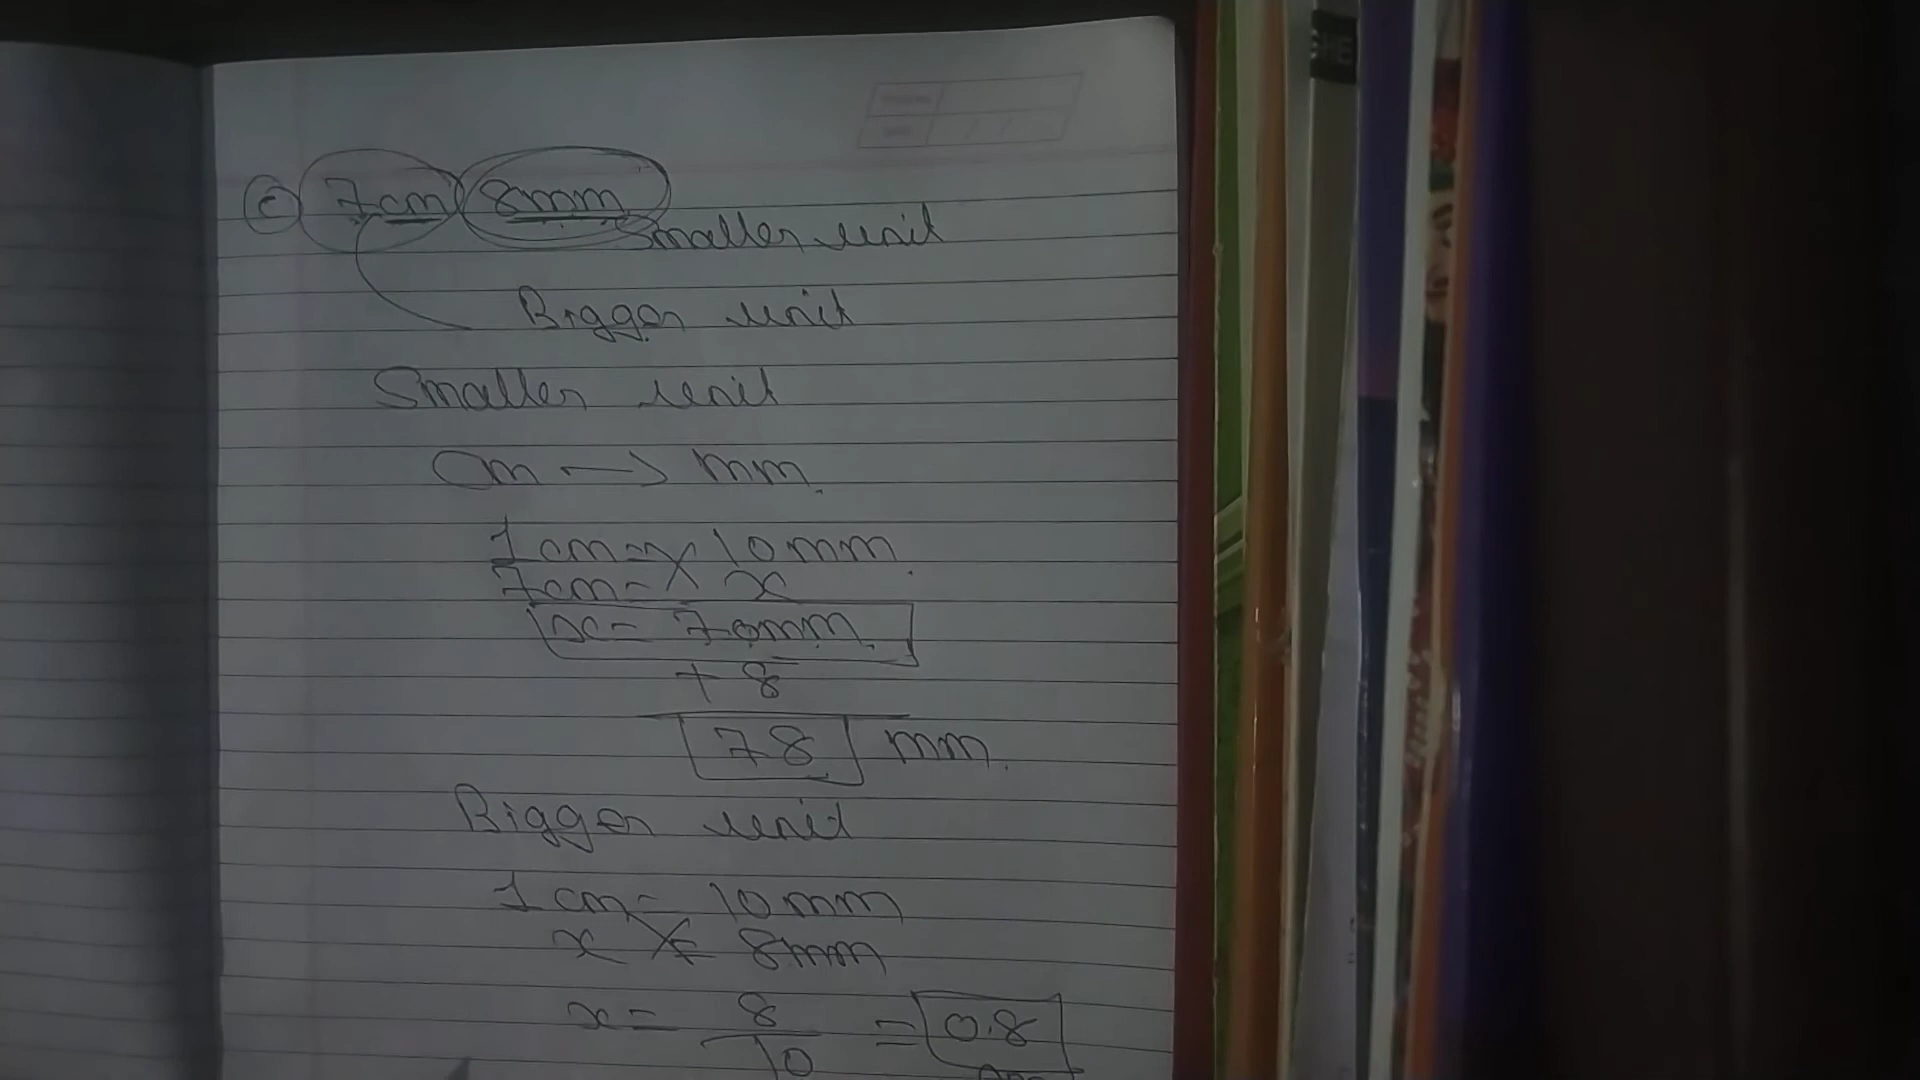 c 7cm 8mm
Smaller unit
Bigger unit
Smaller unit
cm → mm.
1cm = 10mm.
7cm = x
x = 70mm.
+ 8
78 mm.
Bigger unit
1cm = 10mm
x = 8mm
x = 8/10 = 0.8
SHE